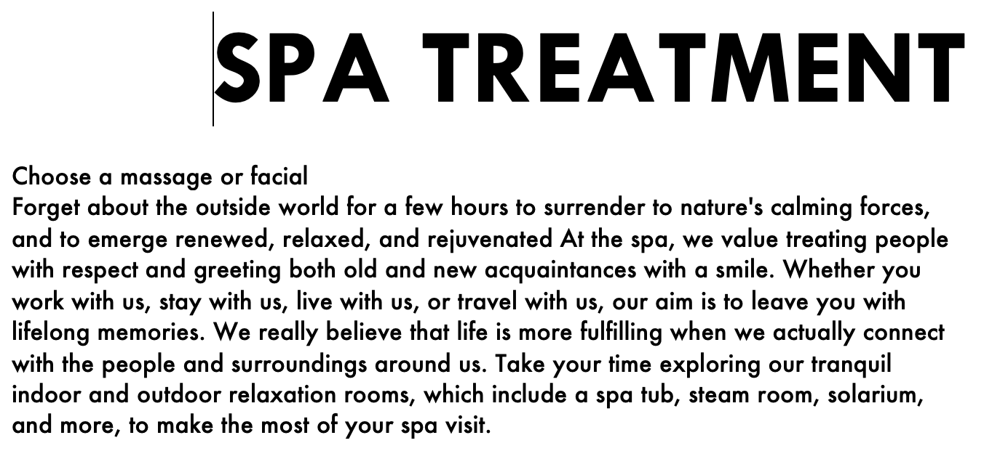 SPA TREATMENT
Choose a massage or facial
Forget about the outside world for a few hours to surrender to nature's calming forces,
and to emerge renewed, relaxed, and rejuvenated At the spa, we value treating people
with respect and greeting both old and new acquaintances with a smile. Whether you
work with us, stay with us, live with us, or travel with us, our aim is to leave you with
lifelong memories. We really believe that life is more fulfilling when we actually connect
with the people and surroundings around us. Take your time exploring our tranquil
indoor and outdoor relaxation rooms, which include a spa tub, steam room, solarium,
and more, to make the most of your spa visit.